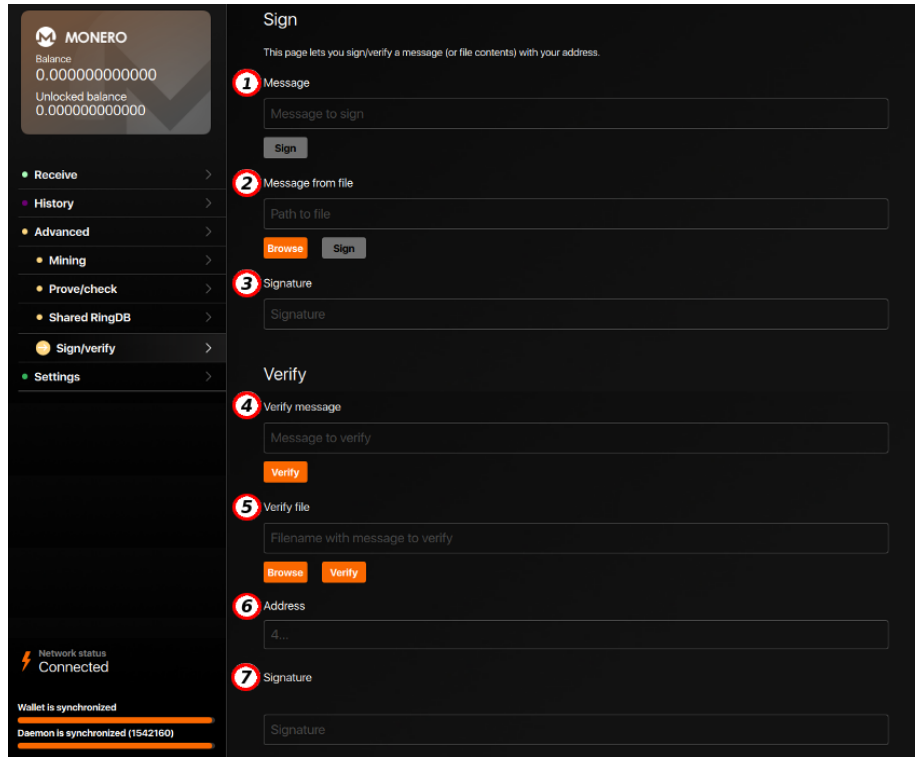 MONERO
Balance
0.000000000000
Unlocked balance
0.000000000000
Receive
History
Advanced
Mining
Prove/check
Shared RingDB
Sign/verify
Settings
Network status
Connected
Wallet is synchronized
Daemon is synchronized (1542160)
Sign
This page lets you sign/verify a message (or file contents) with your address.
1 Message
Message to sign
Sign
2 Message from file
Path to file
Browse Sign
3 Signature
Signature
Verify
4 Verify message
Message to verify
Verify
5 Verify file
Filename with message to verify
Browse Verify
6 Address
4...
7 Signature
Signature